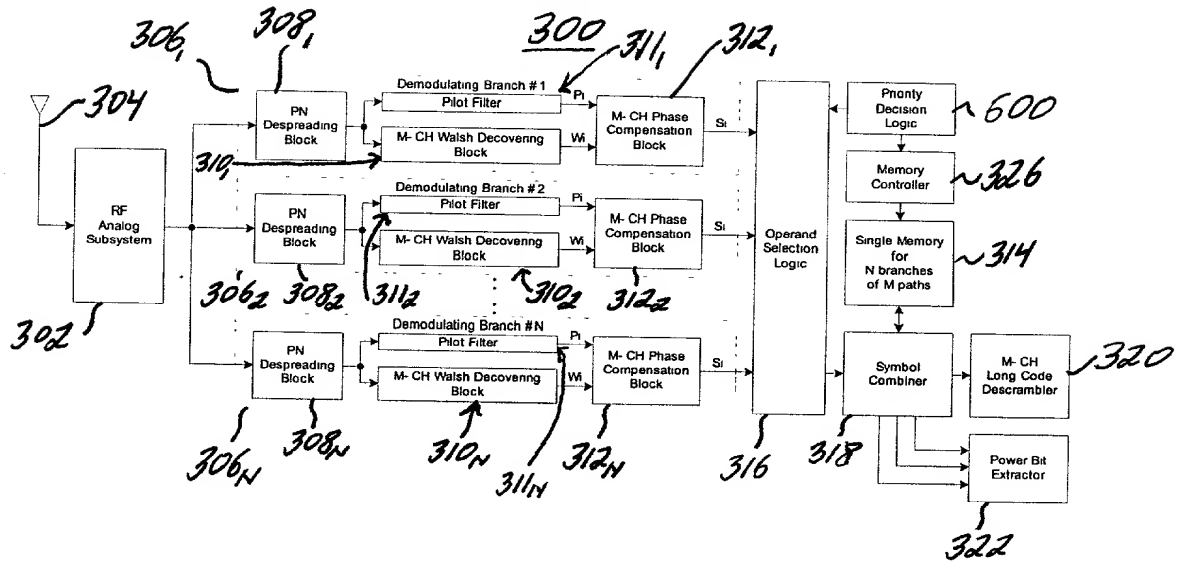 300
304
306₁
308₁
311₁
312₁
RF
Analog
Subsystem
302
PN
Despreading
Block
Demodulating Branch # 1
Pilot Filter
Pi
M- CH Walsh Decovering
Block
Wi
310₁
M- CH Phase
Compensation
Block
Si
306₂
PN
Despreading
Block
308₂
Demodulating Branch # 2
Pilot Filter
Pi
M- CH Walsh Decovering
Block
Wi
311₂
310₂
M- CH Phase
Compensation
Block
Si
312₂
306N
PN
Despreading
Block
308N
Demodulating Branch #N
Pilot Filter
Pi
M- CH Walsh Decovering
Block
Wi
310N
311N
M- CH Phase
Compensation
Block
Si
312N
Operand
Selection
Logic
316
Priority
Decision
Logic
600
Memory
Controller
326
Single Memory
for
N branches
of M paths
314
Symbol
Combiner
318
M- CH
Long Code
Descrambler
320
Power Bit
Extractor
322